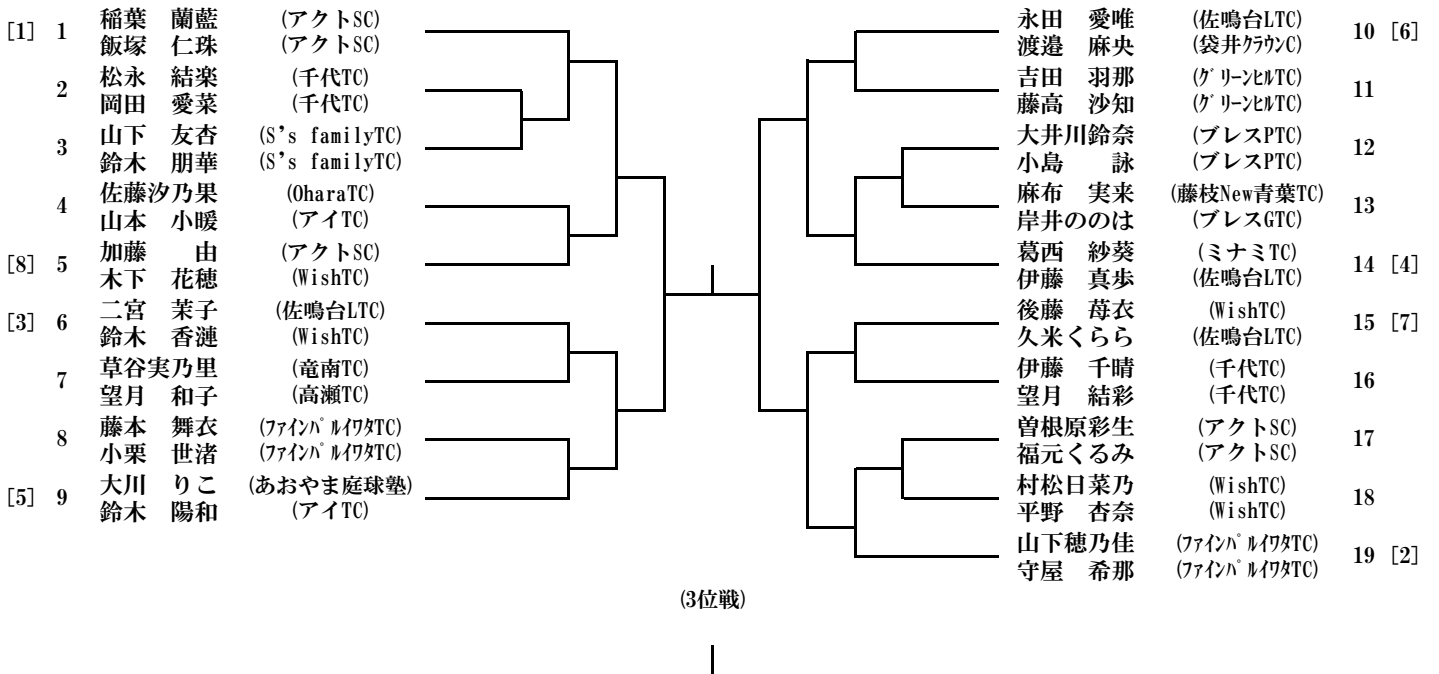 [1] 1 稲葉 蘭藍 (アクトSC)
飯塚 仁珠 (アクトSC)
2 松永 結楽 (千代TC)
岡田 愛菜 (千代TC)
3 山下 友杏 (S's familyTC)
鈴木 朋華 (S's familyTC)
4 佐藤汐乃果 (OharaTC)
山本 小暖 (アイTC)
[8] 5 加藤 由 (アクトSC)
木下 花穂 (WishTC)
[3] 6 二宮 茉子 (佐鳴台LTC)
鈴木 香漣 (WishTC)
7 草谷実乃里 (竜南TC)
望月 和子 (高瀬TC)
8 藤本 舞衣 (ファインパルイワタTC)
小栗 世渚 (ファインパルイワタTC)
[5] 9 大川 りこ (あおやま庭球塾)
鈴木 陽和 (アイTC)
永田 愛唯 (佐鳴台LTC) 10 [6]
渡邉 麻央 (袋井クラウンC)
吉田 羽那 (グリーンヒルTC) 11
藤高 沙知 (グリーンヒルTC)
大井川鈴奈 (ブレスPTC) 12
小島 詠 (ブレスPTC)
麻布 実来 (藤枝New青葉TC) 13
岸井ののは (ブレスGTC)
葛西 紗葵 (ミナミTC) 14 [4]
伊藤 真歩 (佐鳴台LTC)
後藤 苺衣 (WishTC) 15 [7]
久米くらら (佐鳴台LTC)
伊藤 千晴 (千代TC) 16
望月 結彩 (千代TC)
曽根原彩生 (アクトSC) 17
福元くるみ (アクトSC)
村松日菜乃 (WishTC) 18
平野 杏奈 (WishTC)
山下穂乃佳 (ファインパルイワタTC) 19 [2]
守屋 希那 (ファインパルイワタTC)
(3位戦)